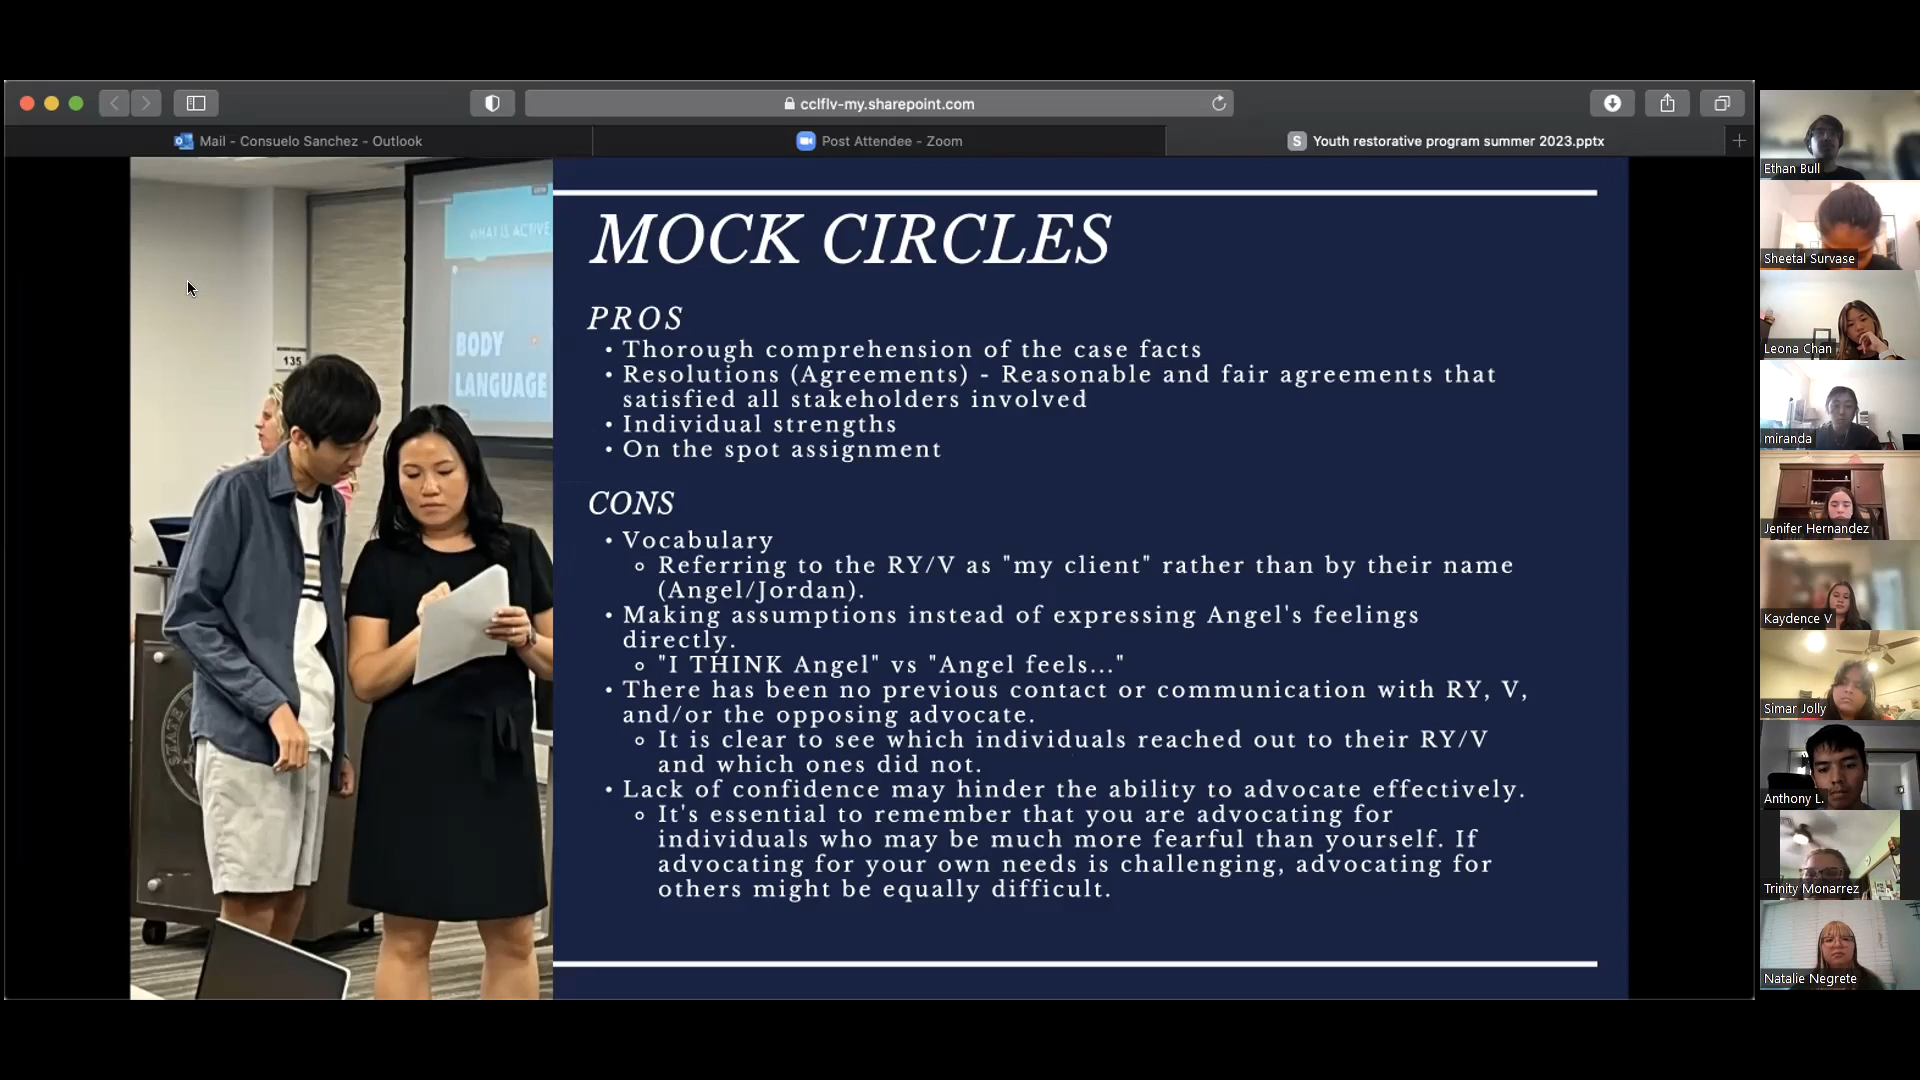 cclflv-my.sharepoint.com
Mail - Consuelo Sanchez - Outlook
Post Attendee - Zoom
S
Youth restorative program summer 2023.pptx
WHAT IS ACTIVE
BODY
LANGUAGE
135
MOCK CIRCLES
PROS
• Thorough comprehension of the case facts
• Resolutions (Agreements) - Reasonable and fair agreements that
satisfied all stakeholders involved
• Individual strengths
• On the spot assignment
CONS
• Vocabulary
Referring to the RY/V as "my client" rather than by their name
(Angel/Jordan).
• Making assumptions instead of expressing Angel's feelings
directly.
"I THINK Angel" vs "Angel feels..."
• There has been no previous contact or communication with RY, V,
and/or the opposing advocate.
It is clear to see which individuals reached out to their RY/V
and which ones did not.
• Lack of confidence may hinder the ability to advocate effectively.
It's essential to remember that you are advocating for
individuals who may be much more fearful than yourself. If
advocating for your own needs is challenging, advocating for
others might be equally difficult.
Ethan Bull
Sheetal Survase
Leona Chan
miranda
Jenifer Hernandez
Kaydence V
Simar Jolly
Anthony L.
Trinity Monarrez
Natalie Negrete